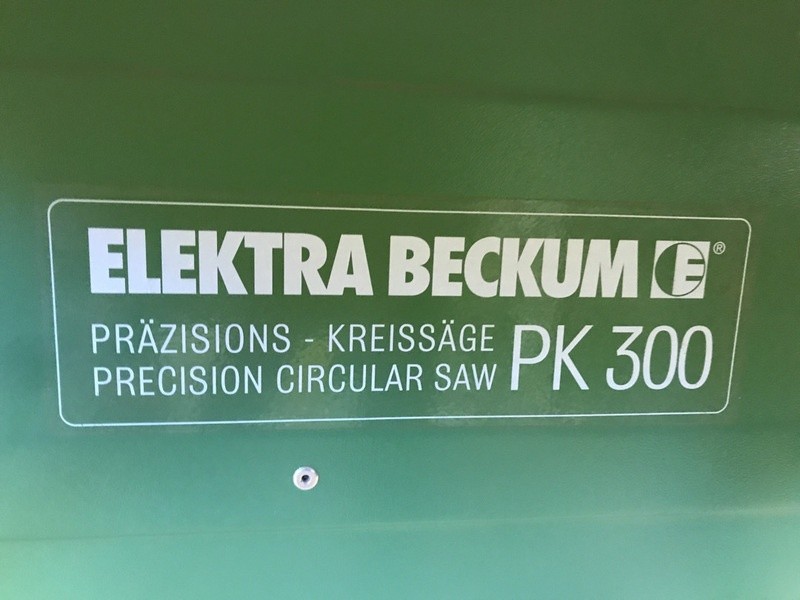 ELEKTRA BECKUM E®
PRÄZISIONS - KREISSÄGE
PRECISION CIRCULAR SAW
PK 300